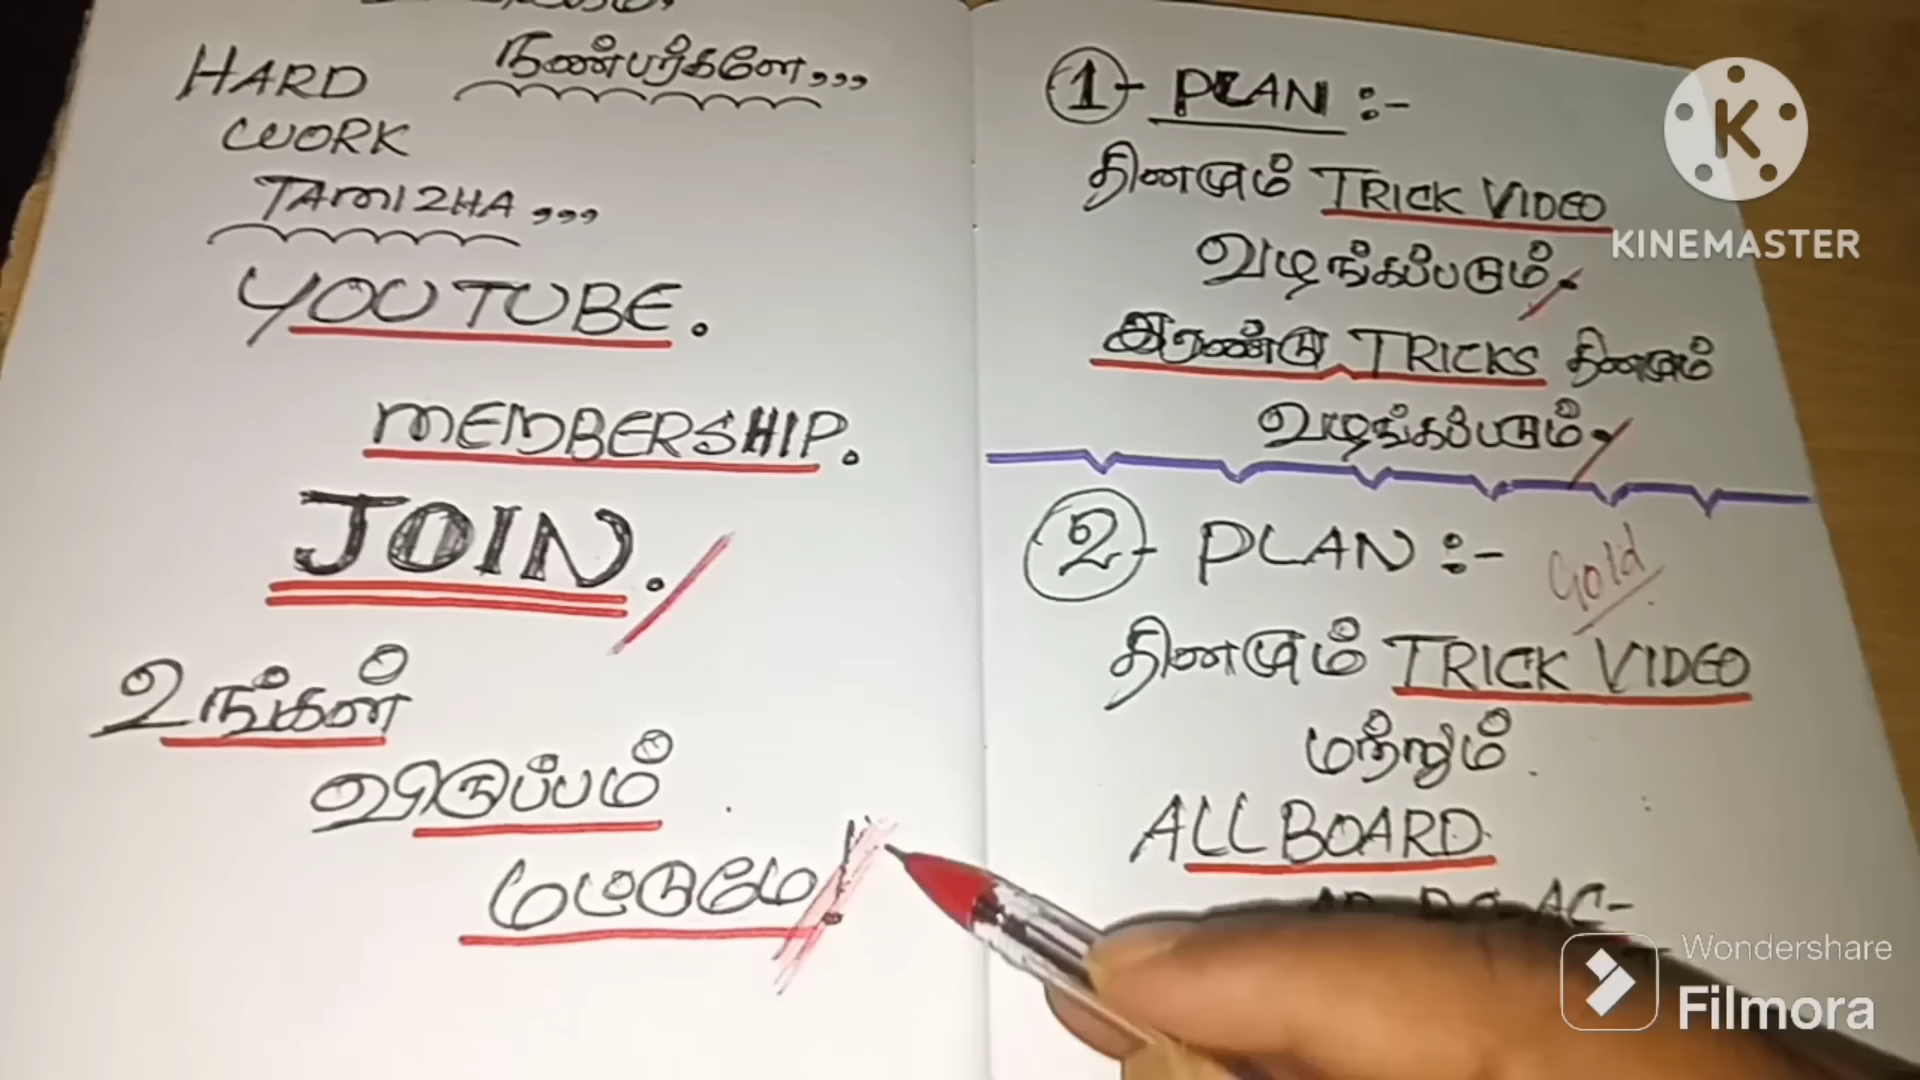 HARD நண்பர்களே,,,
WORK
TAMIZHA,,,
YOUTUBE.
MEMBERSHIP.
JOIN.
உங்கள்
விருப்பம்
மட்டுமே!
1- PLAN :-
தினமும் TRICK VIDEO
வழங்கப்படும்.
இரண்டு TRICKS தினமும்
வழங்கப்படும்.
2- PLAN :- Gold
தினமும் TRICK VIDEO
மற்றும்
ALL BOARD
KINEMASTER
Wondershare
Filmora